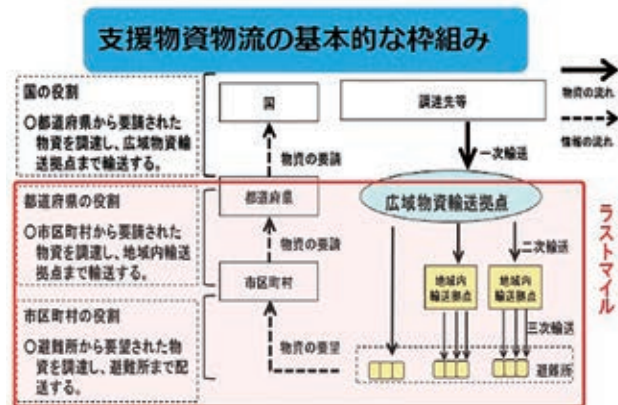 支援物資物流の基本的な枠組み
国の役割
〇都道府県から要請された
物資を調達し、広域物資輸
送拠点まで輸送する。
国
調達先等
物資の流れ
情報の流れ
物資の要請
一次輸送
都道府県の役割
〇市区町村から要請された
物資を調達し、地域内輸送
拠点まで輸送する。
都道府県
広域物資輸送拠点
物資の要請
二次輸送
市区町村
地域内
輸送拠点
地域内
輸送拠点
市区町村の役割
〇避難所から要望された物
資を調達し、避難所まで配
送する。
物資の要望
三次輸送
避難所
ラストマイル